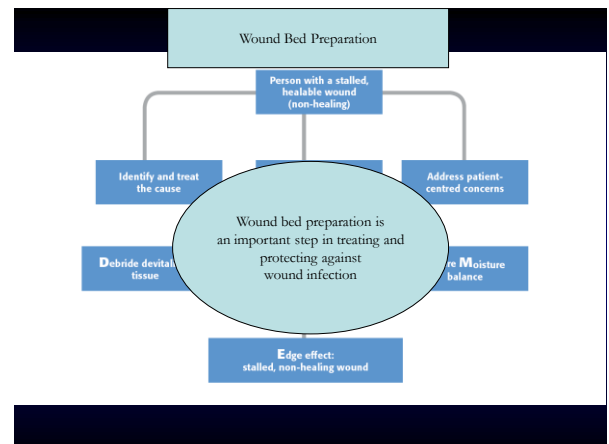 Wound Bed Preparation
Person with a stalled,
healable wound
(non-healing)
Identify and treat
the cause
Address patient-
centred concerns
Wound bed preparation is
an important step in treating and
protecting against
wound infection
Debride
tissue
Moisture
balance
Edge effect:
stalled, non-healing wound